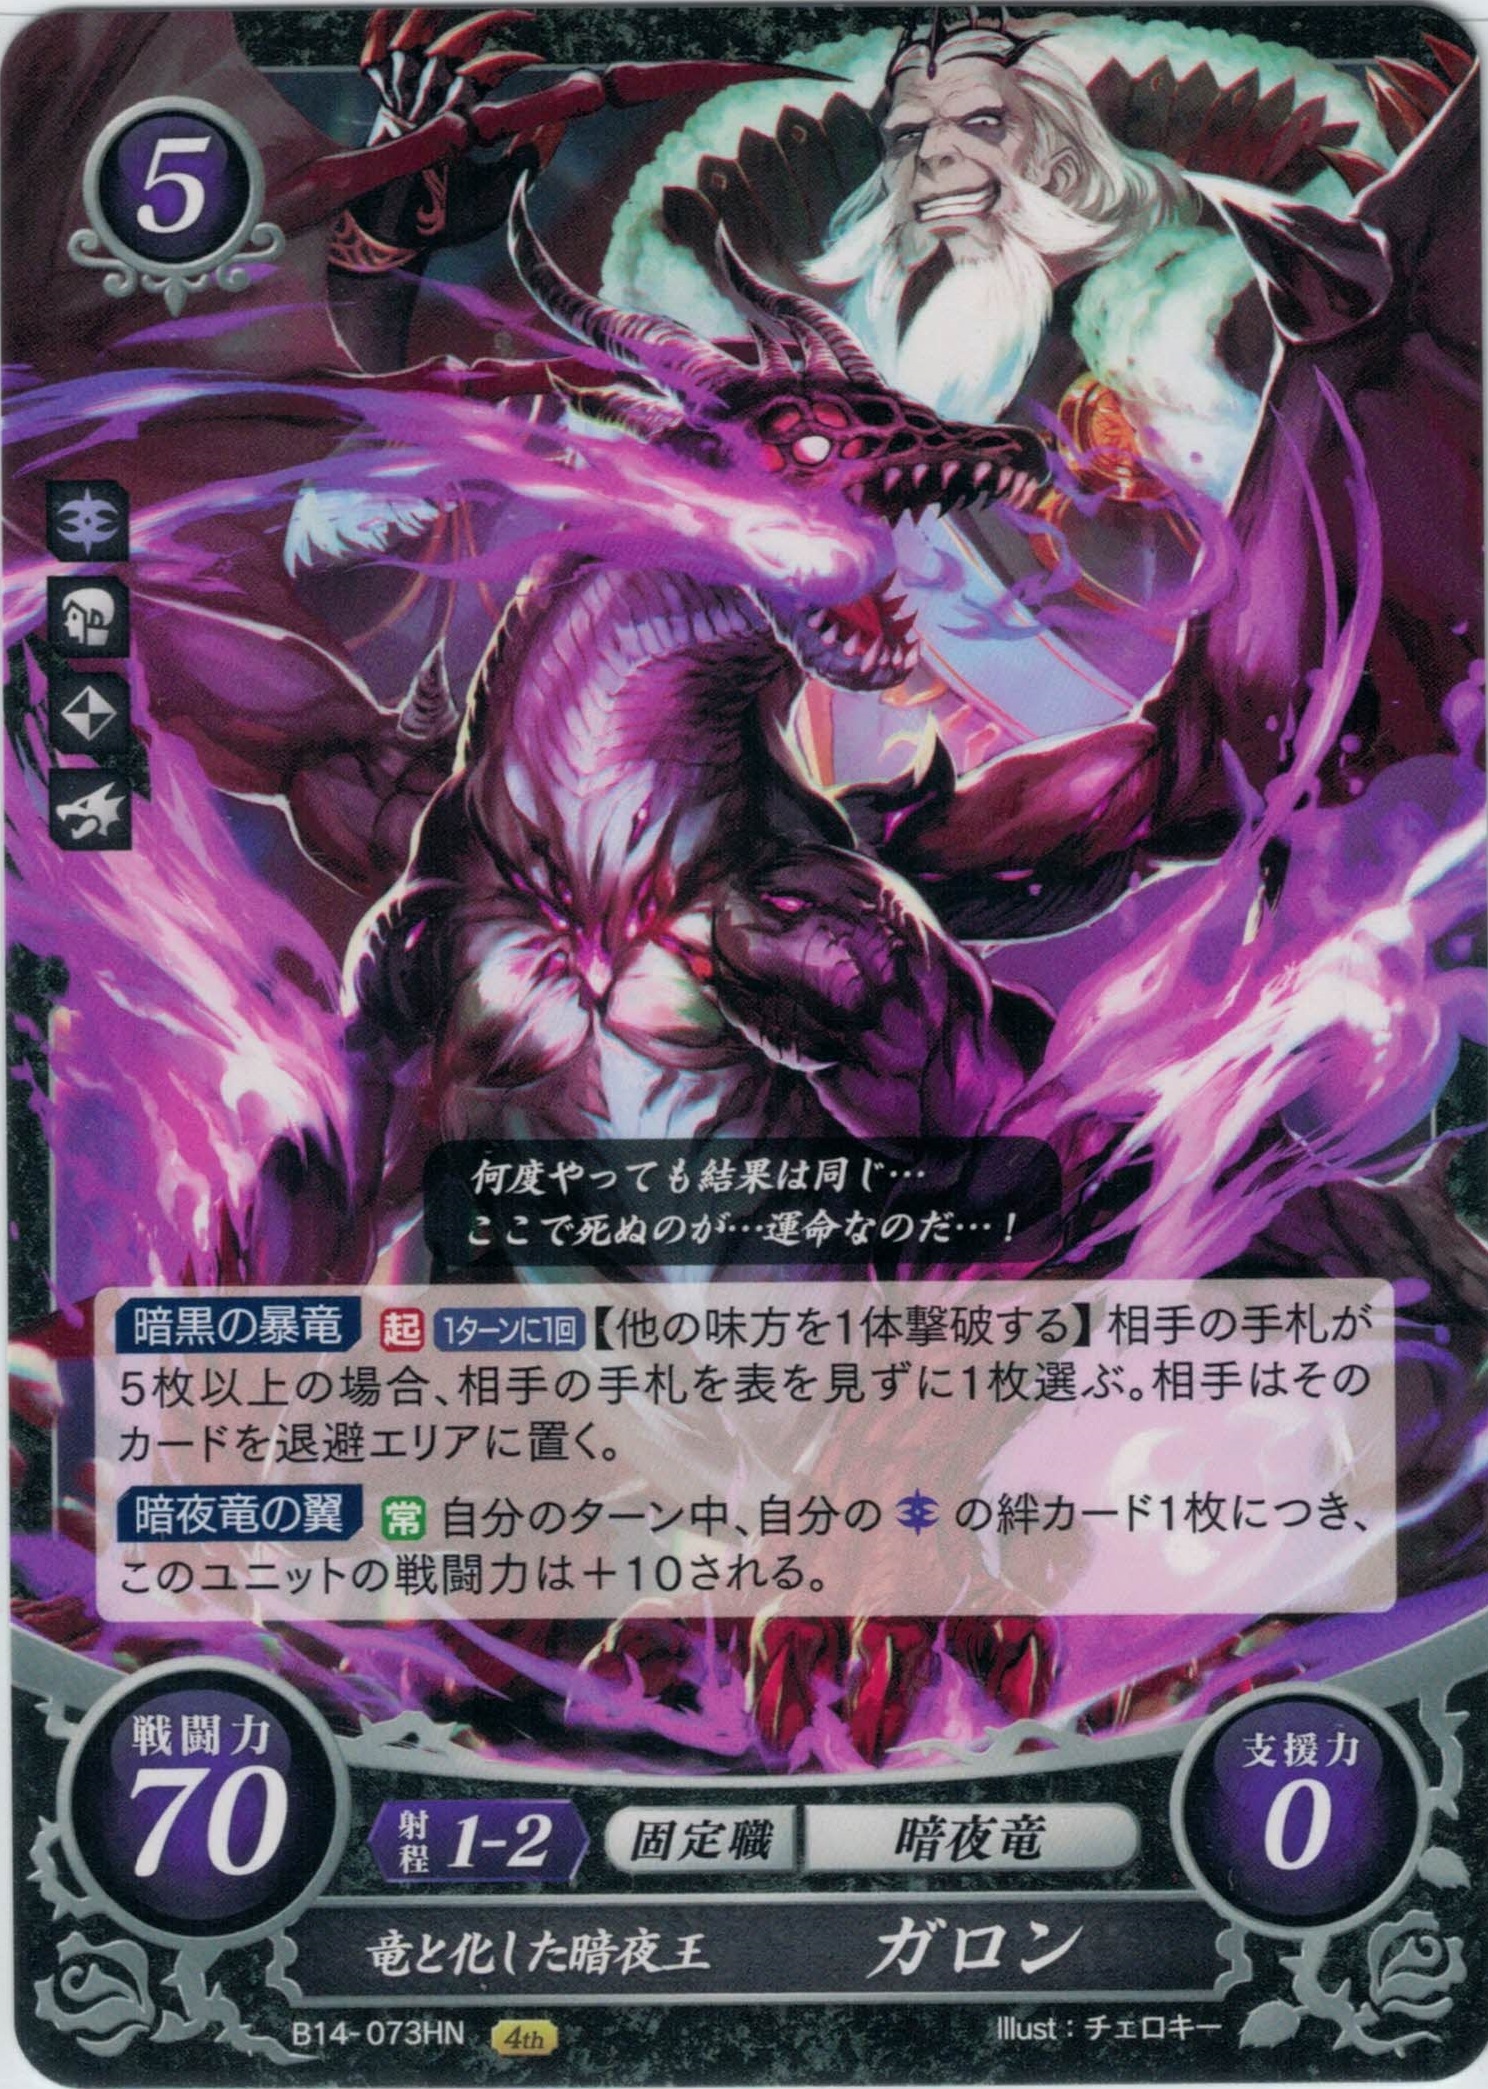 5
何度やっても結果は同じ…
ここで死ぬのが…運命なのだ…！
暗黒の暴竜 起 1ターンに1回【他の味方を1体撃破する】相手の手札が
5枚以上の場合、相手の手札を表を見ずに1枚選ぶ。相手はその
カードを退避エリアに置く。
暗夜竜の翼 常 自分のターン中、自分の の絆カード1枚につき、
このユニットの戦闘力は＋10される。
戦闘力
70
射程 1-2
固定職 暗夜竜
支援力
0
竜と化した暗夜王 ガロン
B14-073HN 4th
Illust：チェロキー